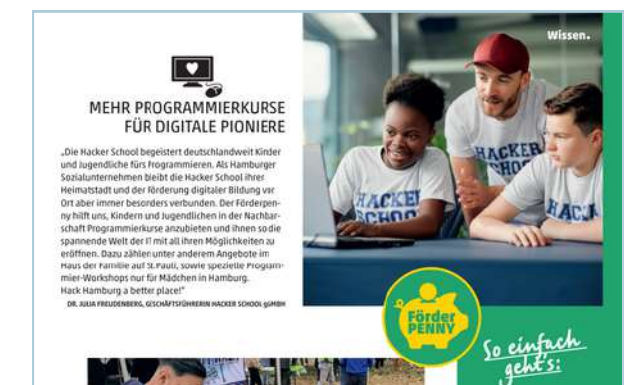 Wissen.
MEHR PROGRAMMIERKURSE
FÜR DIGITALE PIONIERE
„Die Hacker School begeistert deutschlandweit Kinder
und Jugendliche fürs Programmieren. Als Hamburger
Sozialunternehmen bleibt die Hacker School ihrer
Heimatstadt und der Förderung digitaler Bildung vor
Ort aber immer besonders verbunden. Der Förderpen-
ny hilft uns, Kindern und Jugendlichen in der Nachbar-
schaft Programmierkurse anzubieten und ihnen so die
spannende Welt der IT mit all ihren Möglichkeiten zu
eröffnen. Dazu zählen unter anderem Angebote im
Haus der Familie auf St. Pauli, sowie spezielle Program-
mier-Workshops nur für Mädchen in Hamburg.
Hack Hamburg a better place!"
DR. JULIA FREUDENBERG, GESCHÄFTSFÜHRERIN HACKER SCHOOL gGMBH
HACKER
SCHOO
HACKER
HACK
Förder
PENNY
So einfach
geht's: